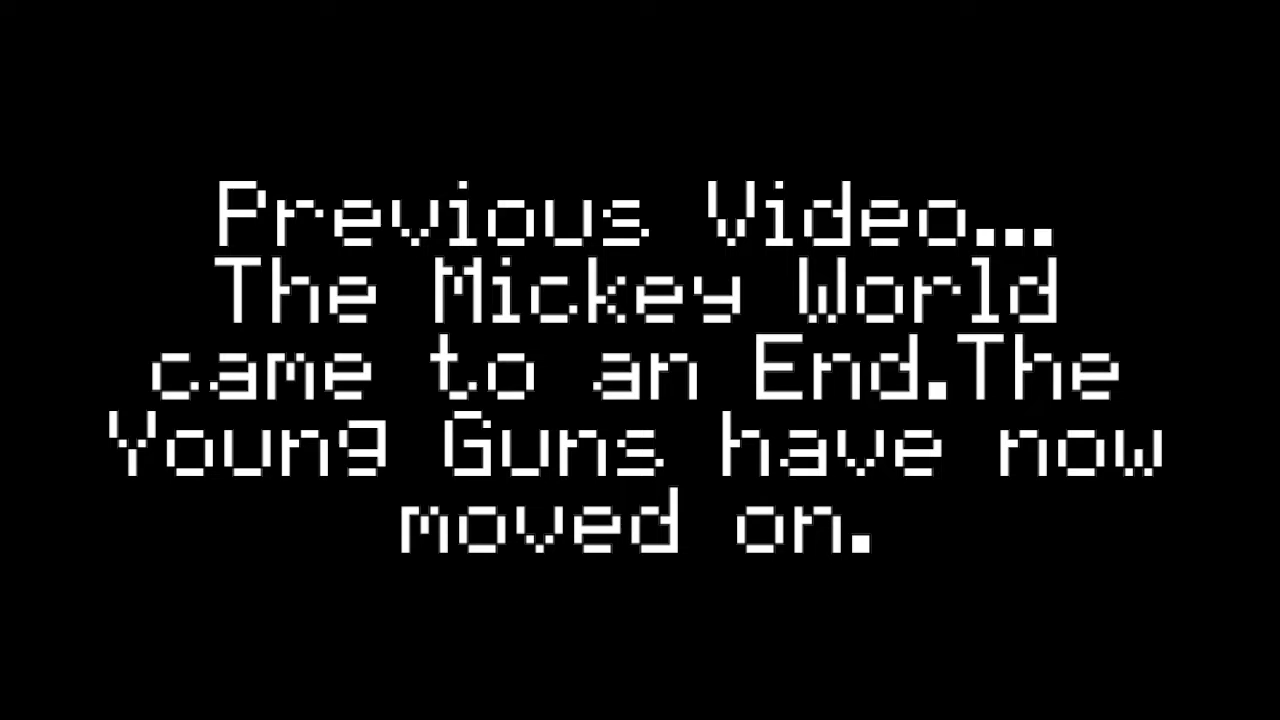 Previous Video...
The Mickey World
came to an End.The
Young Guns have now
moved on.